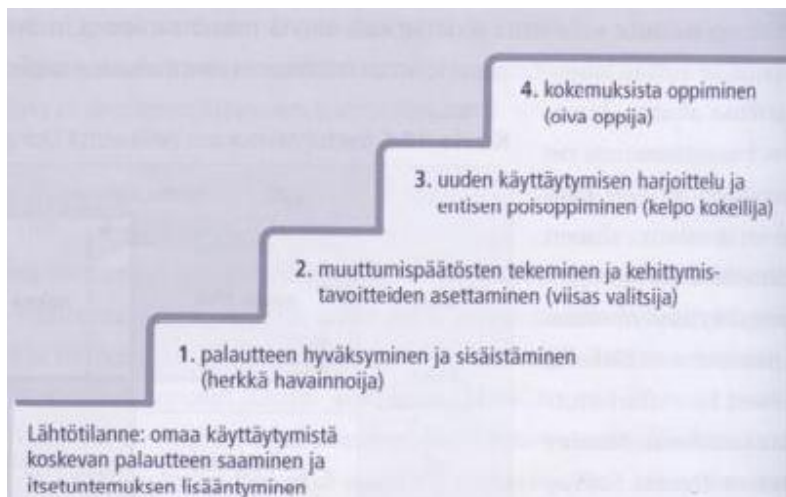 4. kokemuksista oppiminen
(oiva oppija)
3. uuden käyttäytymisen harjoittelu ja
entisen poisoppiminen (kelpo kokeilija)
2. muuttumispäätösten tekeminen ja kehittymis-
tavoitteiden asettaminen (viisas valitsija)
1. palautteen hyväksyminen ja sisäistäminen
(herkkä havainnoija)
Lähtötilanne: omaa käyttäytymistä
koskevan palautteen saaminen ja
itsetuntemuksen lisääntyminen